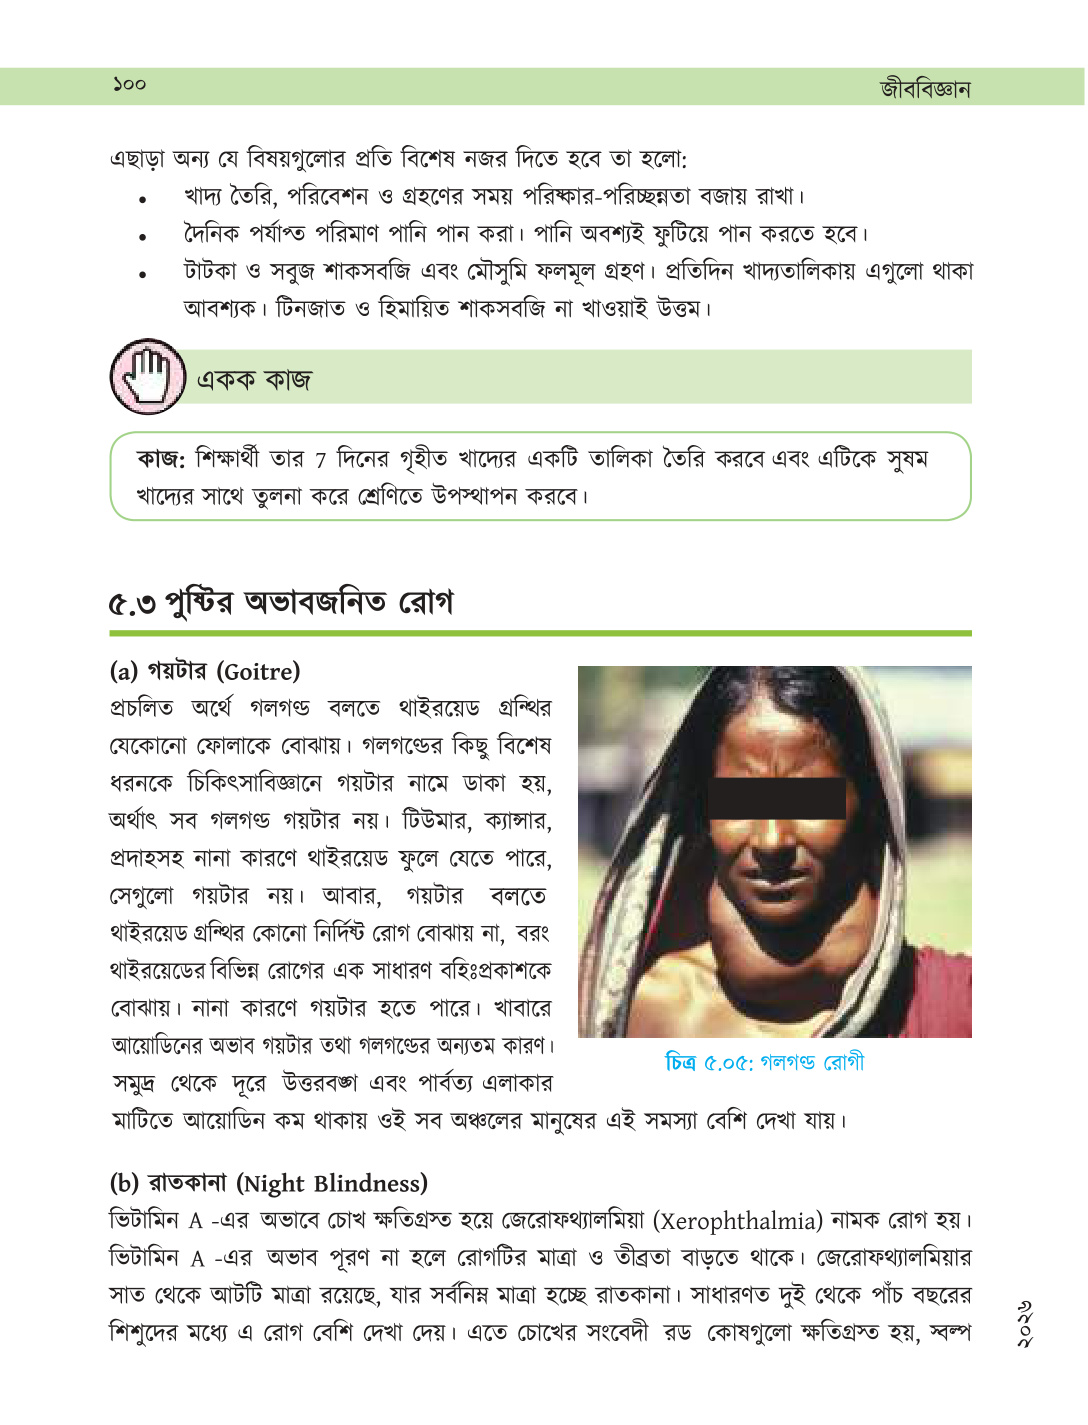 ১০০
জীববিজ্ঞান
এছাড়া অন্য যে বিষয়গুলোর প্রতি বিশেষ নজর দিতে হবে তা হলো:
• খাদ্য তৈরি, পরিবেশন ও গ্রহণের সময় পরিষ্কার-পরিচ্ছন্নতা বজায় রাখা।
• দৈনিক পর্যাপ্ত পরিমাণ পানি পান করা। পানি অবশ্যই ফুটিয়ে পান করতে হবে।
• টাটকা ও সবুজ শাকসবজি এবং মৌসুমি ফলমূল গ্রহণ। প্রতিদিন খাদ্যতালিকায় এগুলো থাকা
আবশ্যক। টিনজাত ও হিমায়িত শাকসবজি না খাওয়াই উত্তম।
একক কাজ
কাজ: শিক্ষার্থী তার 7 দিনের গৃহীত খাদ্যের একটি তালিকা তৈরি করবে এবং এটিকে সুষম
খাদ্যের সাথে তুলনা করে শ্রেণিতে উপস্থাপন করবে।
৫.৩ পুষ্টির অভাবজনিত রোগ
(a) গয়টার (Goitre)
প্রচলিত অর্থে গলগণ্ড বলতে থাইরয়েড গ্রন্থির
যেকোনো ফোলাকে বোঝায়। গলগণ্ডের কিছু বিশেষ
ধরনকে চিকিৎসাবিজ্ঞানে গয়টার নামে ডাকা হয়,
অর্থাৎ সব গলগণ্ড গয়টার নয়। টিউমার, ক্যান্সার,
প্রদাহসহ নানা কারণে থাইরয়েড ফুলে যেতে পারে,
সেগুলো গয়টার নয়। আবার, গয়টার বলতে
থাইরয়েড গ্রন্থির কোনো নির্দিষ্ট রোগ বোঝায় না, বরং
থাইরয়েডের বিভিন্ন রোগের এক সাধারণ বহিঃপ্রকাশকে
বোঝায়। নানা কারণে গয়টার হতে পারে। খাবারে
আয়োডিনের অভাব গয়টার তথা গলগণ্ডের অন্যতম কারণ।
সমুদ্র থেকে দূরে উত্তরবঙ্গ এবং পার্বত্য এলাকার
মাটিতে আয়োডিন কম থাকায় ওই সব অঞ্চলের মানুষের এই সমস্যা বেশি দেখা যায়।
চিত্র ৫.০৫: গলগণ্ড রোগী
(b) রাতকানা (Night Blindness)
ভিটামিন A -এর অভাবে চোখ ক্ষতিগ্রস্ত হয়ে জেরোফথ্যালমিয়া (Xerophthalmia) নামক রোগ হয়।
ভিটামিন A -এর অভাব পূরণ না হলে রোগটির মাত্রা ও তীব্রতা বাড়তে থাকে। জেরোফথ্যালমিয়ার
সাত থেকে আটটি মাত্রা রয়েছে, যার সর্বনিম্ন মাত্রা হচ্ছে রাতকানা। সাধারণত দুই থেকে পাঁচ বছরের
শিশুদের মধ্যে এ রোগ বেশি দেখা দেয়। এতে চোখের সংবেদী রড কোষগুলো ক্ষতিগ্রস্ত হয়, স্বল্প
২০২৬